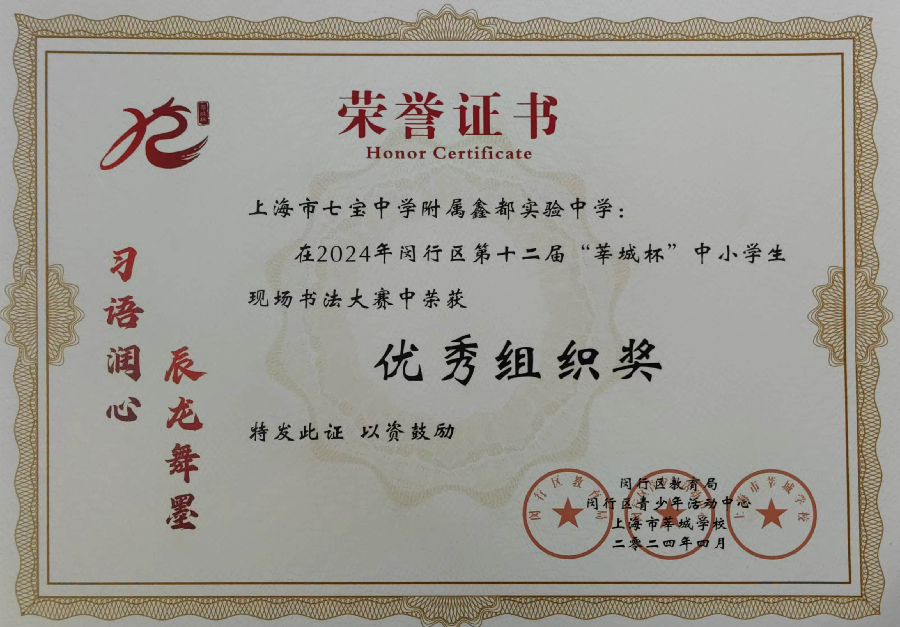 荣誉证书
Honor Certificate
上海市七宝中学附属鑫都实验中学：
在2024年闵行区第十二届“莘城杯”中小学生
现场书法大赛中荣获
优秀组织奖
特发此证 以资鼓励
习语润心
辰龙舞墨
闵行区教育局
闵行区青少年活动中心
上海市莘城学校
二零二四年四月
闵行区教育局
上海市莘城学校